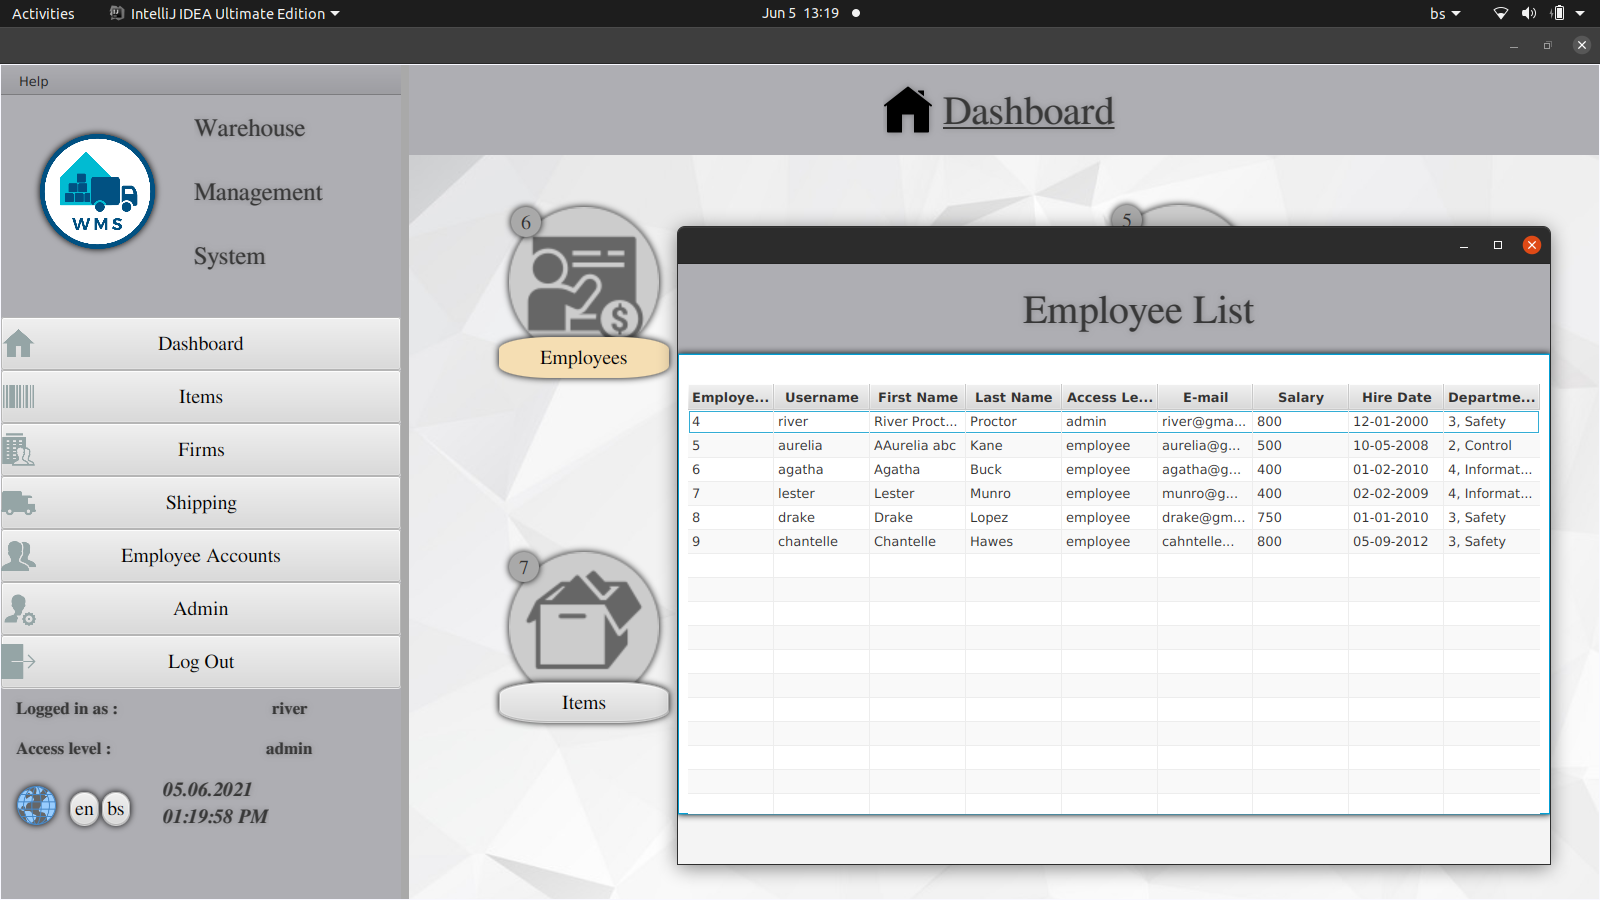 Activities IntelliJ IDEA Ultimate Edition Jun 5 13:19 bs
Help
Warehouse
Management
System
WMS
Dashboard
Items
Firms
Shipping
Employee Accounts
Admin
Log Out
Logged in as : river
Access level : admin
en bs
05.06.2021
01:19:58 PM
Dashboard
6
Employees
5
7
Items
Employee List
Employe... Username First Name Last Name Access Le... E-mail Salary Hire Date Departme...
4 river River Proct... Proctor admin river@gma... 800 12-01-2000 3, Safety
5 aurelia AAurelia abc Kane employee aurelia@g... 500 10-05-2008 2, Control
6 agatha Agatha Buck employee agatha@g... 400 01-02-2010 4, Informat...
7 lester Lester Munro employee munro@g... 400 02-02-2009 4, Informat...
8 drake Drake Lopez employee drake@gm... 750 01-01-2010 3, Safety
9 chantelle Chantelle Hawes employee cahntelle... 800 05-09-2012 3, Safety